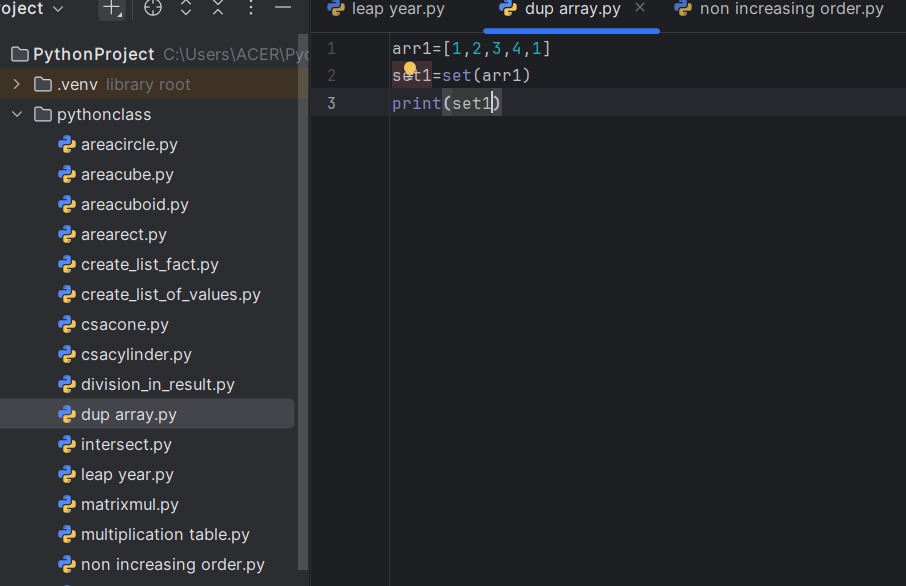 oject
leap year.py
dup array.py
non increasing order.py
PythonProject C:\Users\ACER\Pyc
.venv library root
pythonclass
areacircle.py
areacube.py
areacuboid.py
arearect.py
create_list_fact.py
create_list_of_values.py
csacone.py
csacylinder.py
division_in_result.py
dup array.py
intersect.py
leap year.py
matrixmul.py
multiplication table.py
non increasing order.py
1 arr1=[1,2,3,4,1]
2 set1=set(arr1)
3 print(set1)